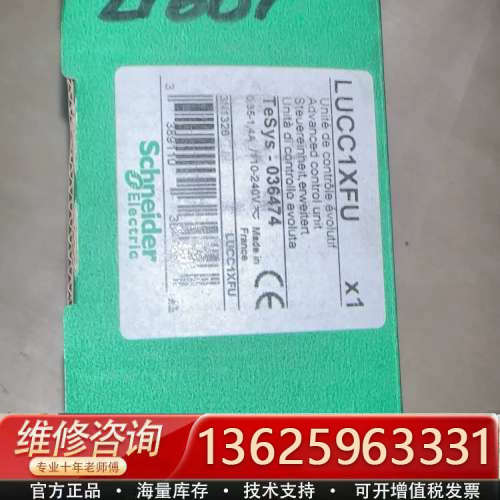 LUCC1XFU x1
Unité de contrôle évolutif
Advanced control unit
Steuereinheit, erweitert
Unità di controllo evoluta
TeSys - 036474
0,35-1,4A /110-240V
Made in
France
CE
LUCC1XFU
3 389110
Schneider
Electric
维修咨询
专业十年老师傅
13625963331
官方正品 · 海量库存 · 技术支持 · 可开增值税发票